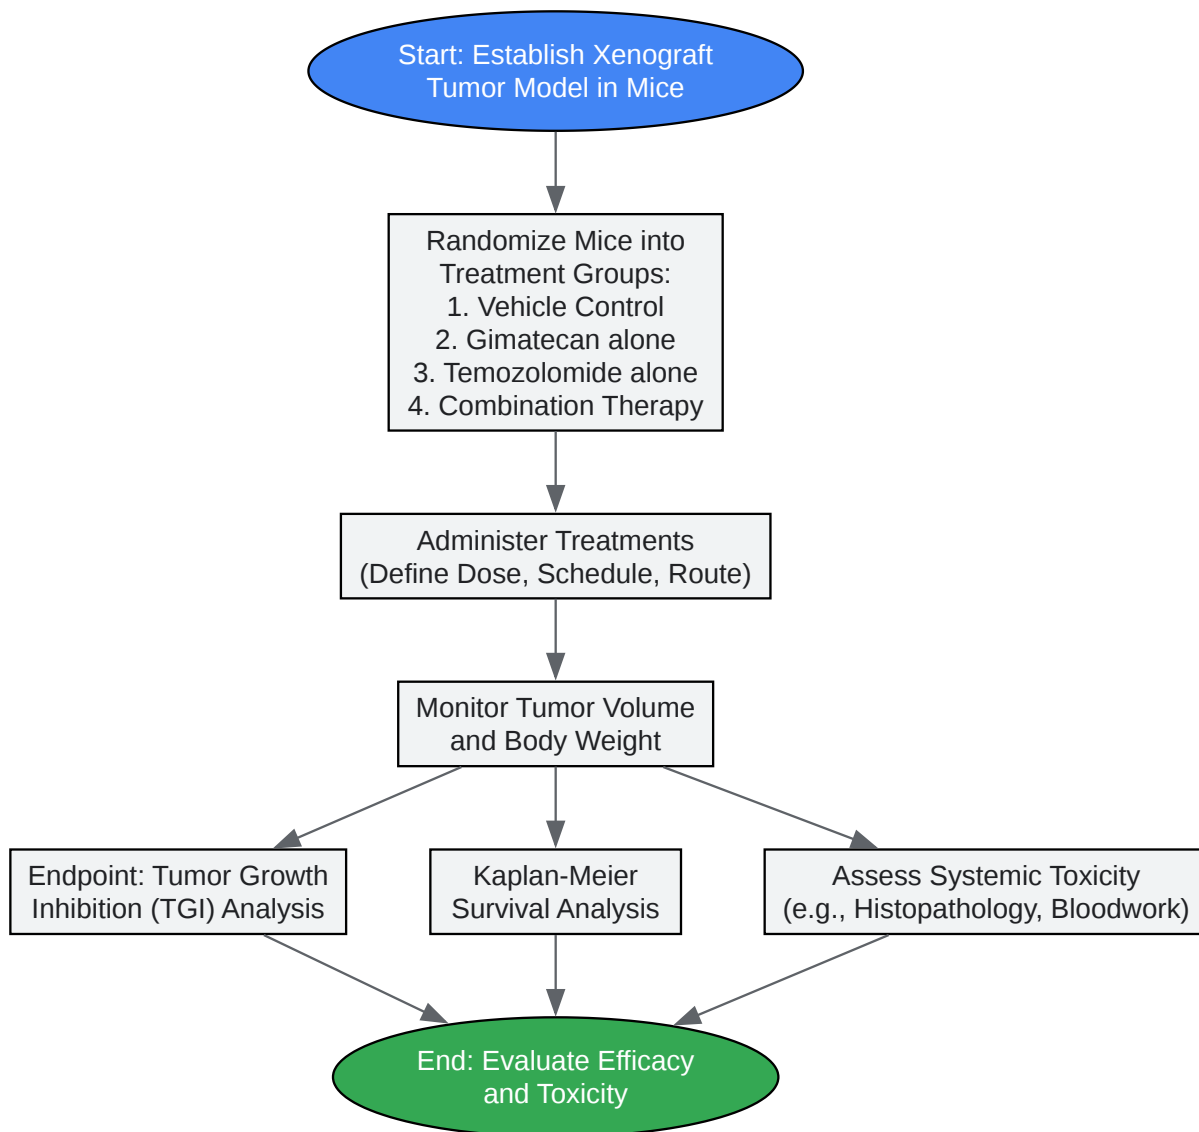 Start: Establish Xenograft
Tumor Model in Mice
Randomize Mice into
Treatment Groups:
1. Vehicle Control
2. Gimatecan alone
3. Temozolomide alone
4. Combination Therapy
Administer Treatments
(Define Dose, Schedule, Route)
Monitor Tumor Volume
and Body Weight
Endpoint: Tumor Growth
Inhibition (TGI) Analysis
Kaplan-Meier
Survival Analysis
Assess Systemic Toxicity
(e.g., Histopathology, Bloodwork)
End: Evaluate Efficacy
and Toxicity